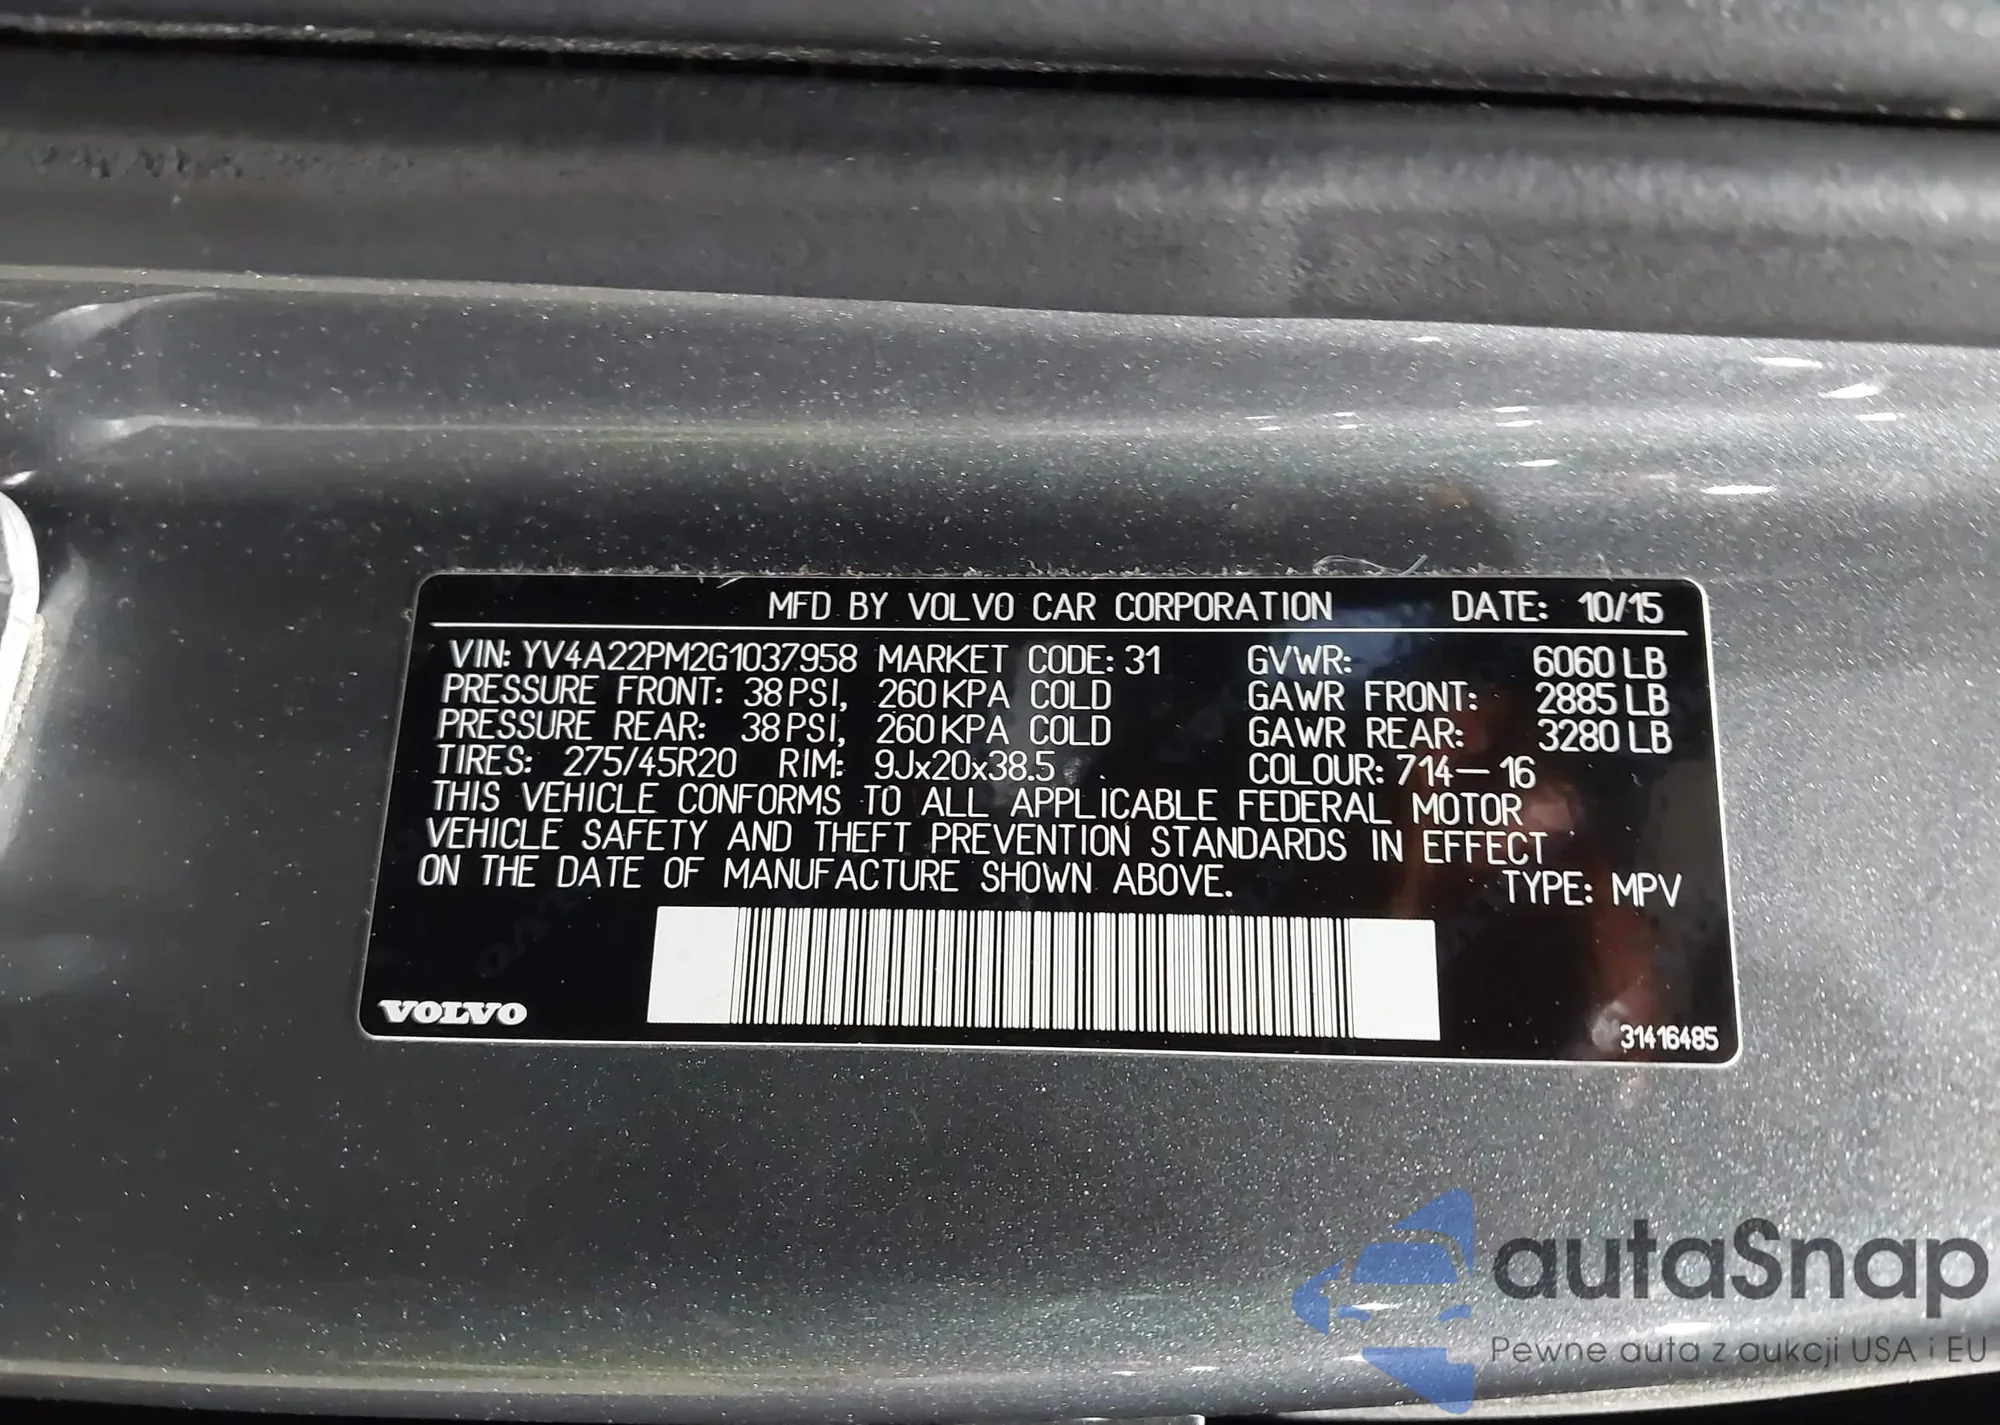 MFD BY VOLVO CAR CORPORATION DATE: 10/15
VIN: YV4A22PM2G1037958 MARKET CODE: 31 GVWR: 6060 LB
PRESSURE FRONT: 38 PSI, 260 KPA COLD GAWR FRONT: 2885 LB
PRESSURE REAR: 38 PSI, 260 KPA COLD GAWR REAR: 3280 LB
TIRES: 275/45R20 RIM: 9Jx20x38.5 COLOUR: 714-16
THIS VEHICLE CONFORMS TO ALL APPLICABLE FEDERAL MOTOR
VEHICLE SAFETY AND THEFT PREVENTION STANDARDS IN EFFECT
ON THE DATE OF MANUFACTURE SHOWN ABOVE.
TYPE: MPV
VOLVO
31416485
autaSnap
Pewne auta z aukcji USA i EU